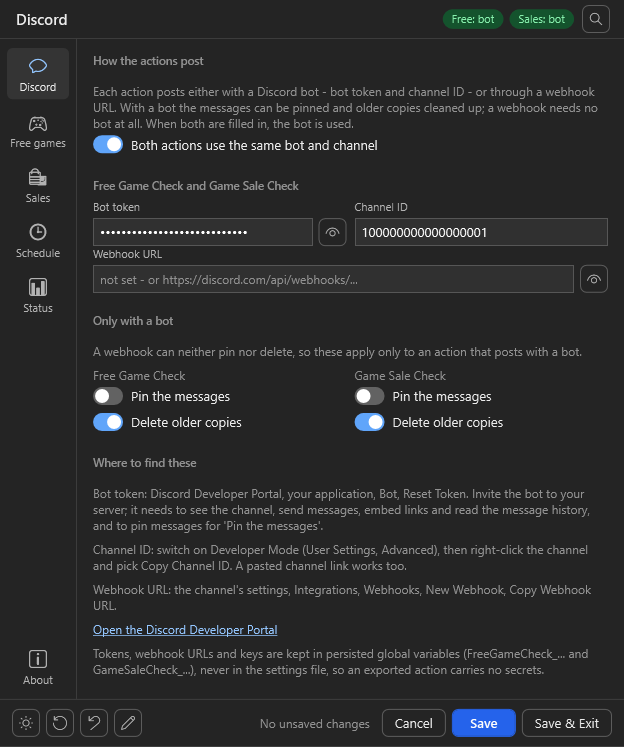 Discord
Free: bot
Sales: bot
Discord
Free games
Sales
Schedule
Status
About
How the actions post
Each action posts either with a Discord bot - bot token and channel ID - or through a webhook
URL. With a bot the messages can be pinned and older copies cleaned up; a webhook needs no
bot at all. When both are filled in, the bot is used.
Both actions use the same bot and channel
Free Game Check and Game Sale Check
Bot token
Channel ID
••••••••••••••••••••••••••••
100000000000000001
Webhook URL
not set - or https://discord.com/api/webhooks/...
Only with a bot
A webhook can neither pin nor delete, so these apply only to an action that posts with a bot.
Free Game Check
Game Sale Check
Pin the messages
Pin the messages
Delete older copies
Delete older copies
Where to find these
Bot token: Discord Developer Portal, your application, Bot, Reset Token. Invite the bot to your
server; it needs to see the channel, send messages, embed links and read the message history,
and to pin messages for 'Pin the messages'.
Channel ID: switch on Developer Mode (User Settings, Advanced), then right-click the channel
and pick Copy Channel ID. A pasted channel link works too.
Webhook URL: the channel's settings, Integrations, Webhooks, New Webhook, Copy Webhook
URL.
Open the Discord Developer Portal
Tokens, webhook URLs and keys are kept in persisted global variables (FreeGameCheck_... and
GameSaleCheck_...), never in the settings file, so an exported action carries no secrets.
No unsaved changes
Cancel
Save
Save & Exit